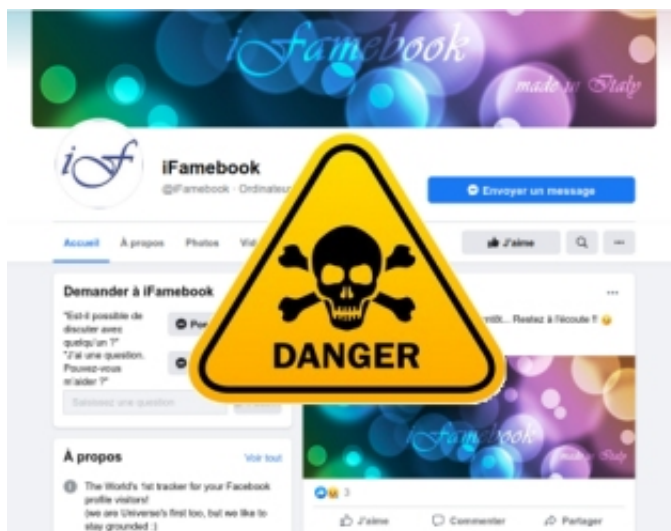 iFamebook
made in Italy
iF
iFamebook
@iFamebook · Ordinateur
Envoyer un message
Accueil
À propos
Photos
J'aime
Demander à iFamebook
"Est-il possible de
discuter avec
quelqu'un ?"
"J'ai une question.
Pouvez-vous
m'aider ?"
Saisissez une question
DANGER
Restez à l'écoute !!
iFamebook
made in Italy
À propos
Voir tout
The World's 1st tracker for your Facebook
profile visitors!
(we are Universe's first too, but we like to
stay grounded :)
3
J'aime
Commenter
Partager